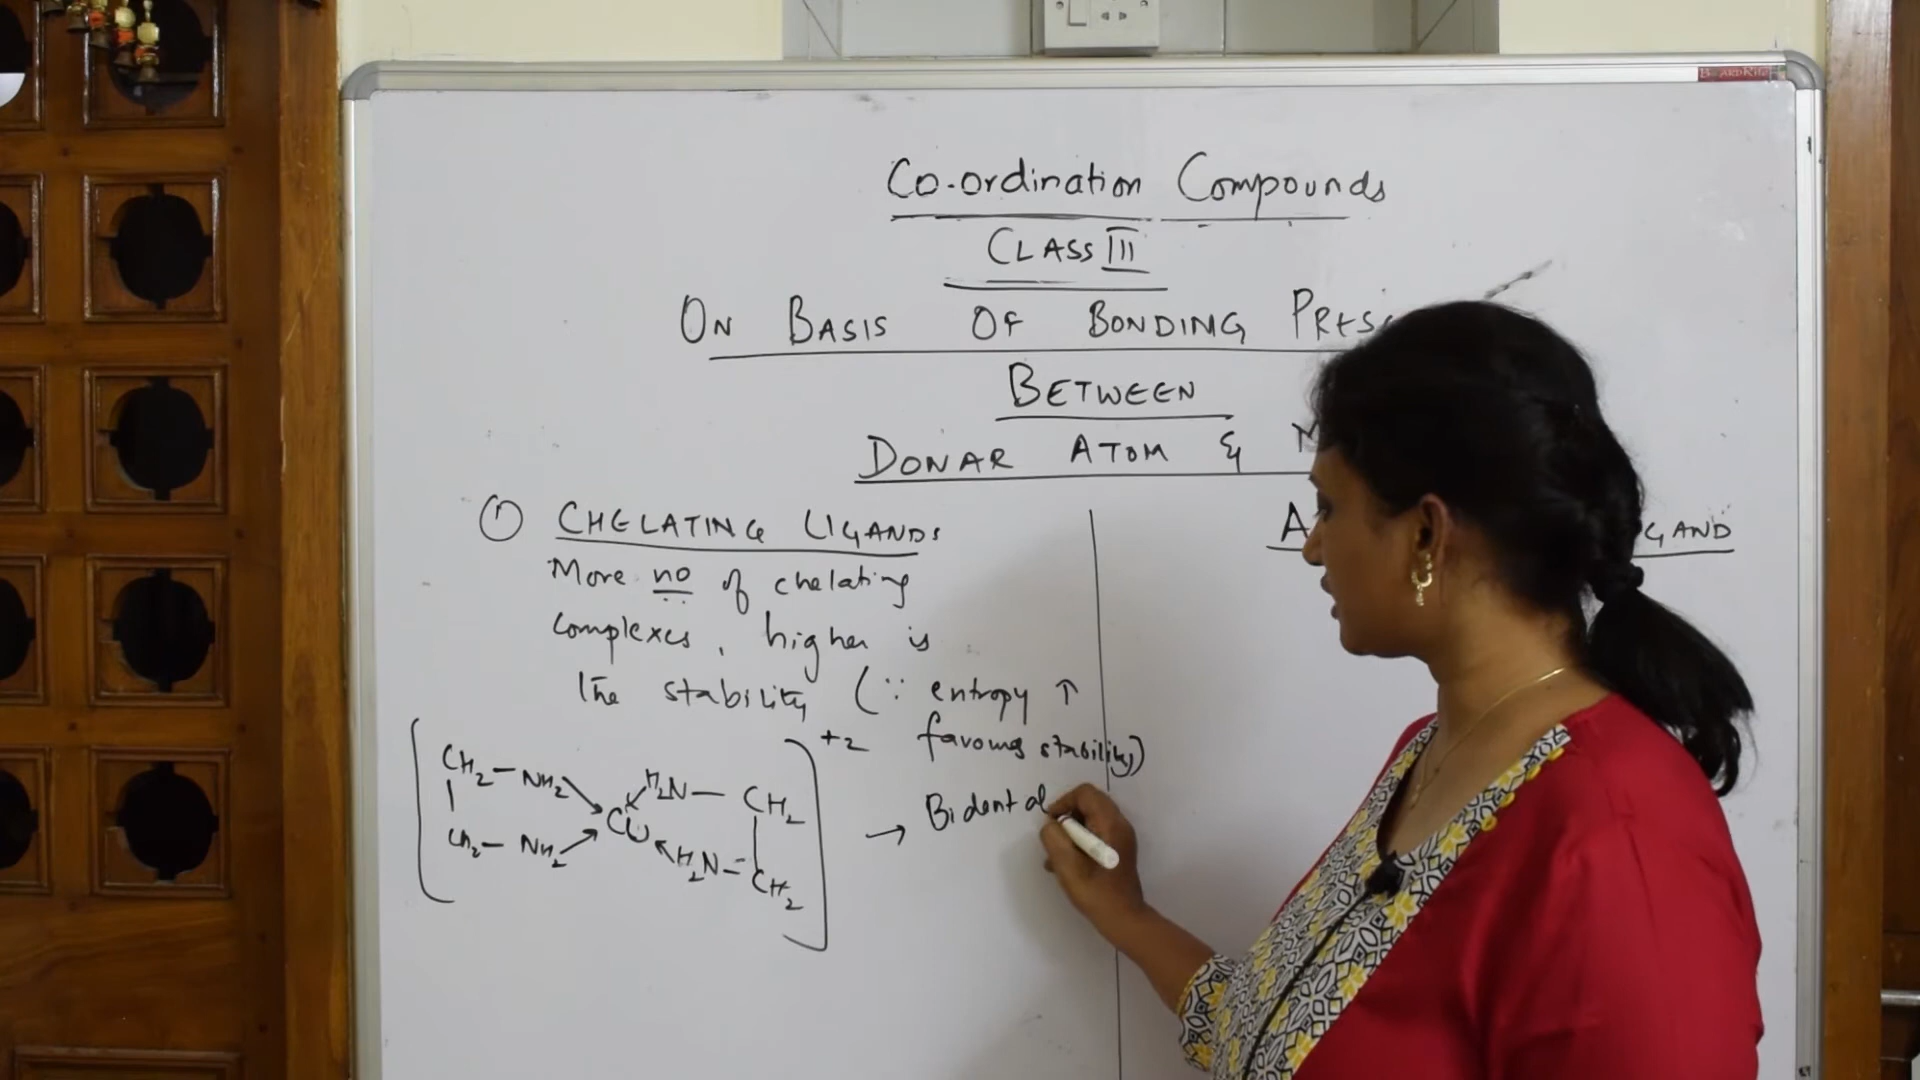 BOARDRITE
Co-ordination Compounds
CLASS III
ON BASIS OF BONDING
BETWEEN
DONAR ATOM &
① CHELATING LIGANDS
More no of chelating
complexes, higher is
the stability (∵ entropy ↑
favours stability)
+2
CH2 – NH2
H2N – CH2
Cu
CH2 – NH2
H2N – CH2
→ Bidental